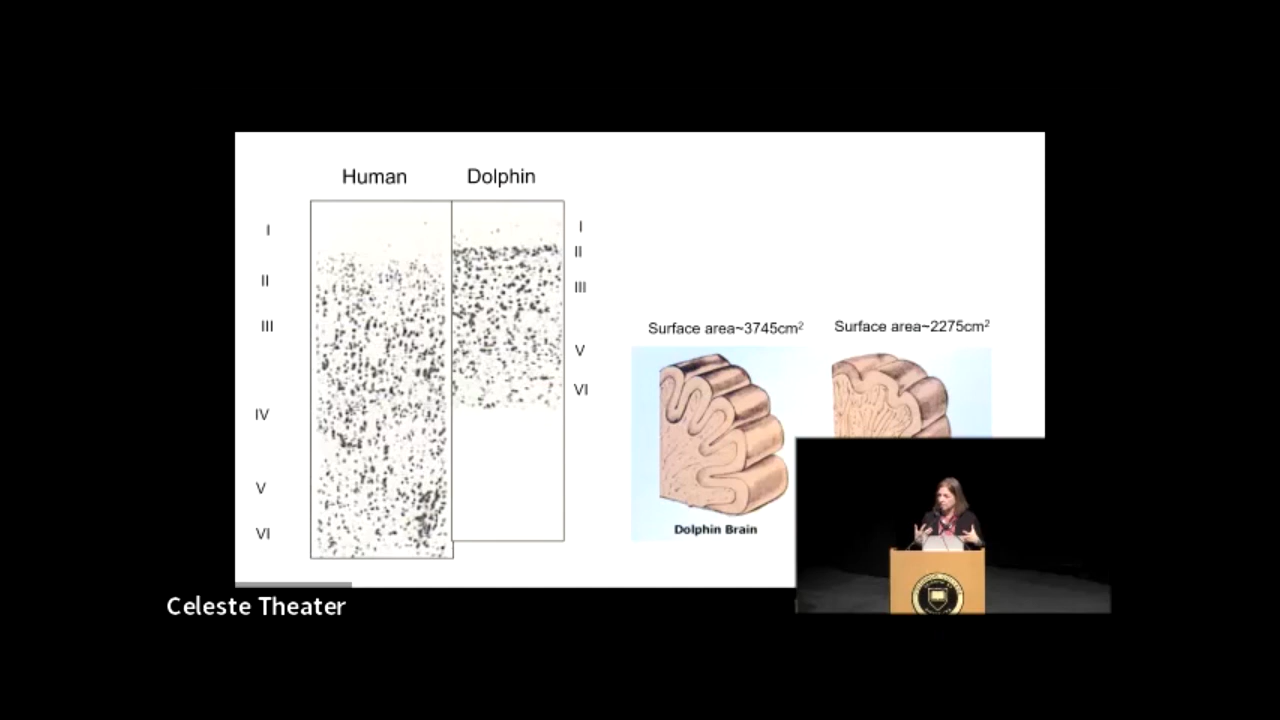 Human
Dolphin
I
II
III
IV
V
VI
I
II
III
V
VI
Surface area~3745cm²
Surface area~2275cm²
Dolphin Brain
Celeste Theater